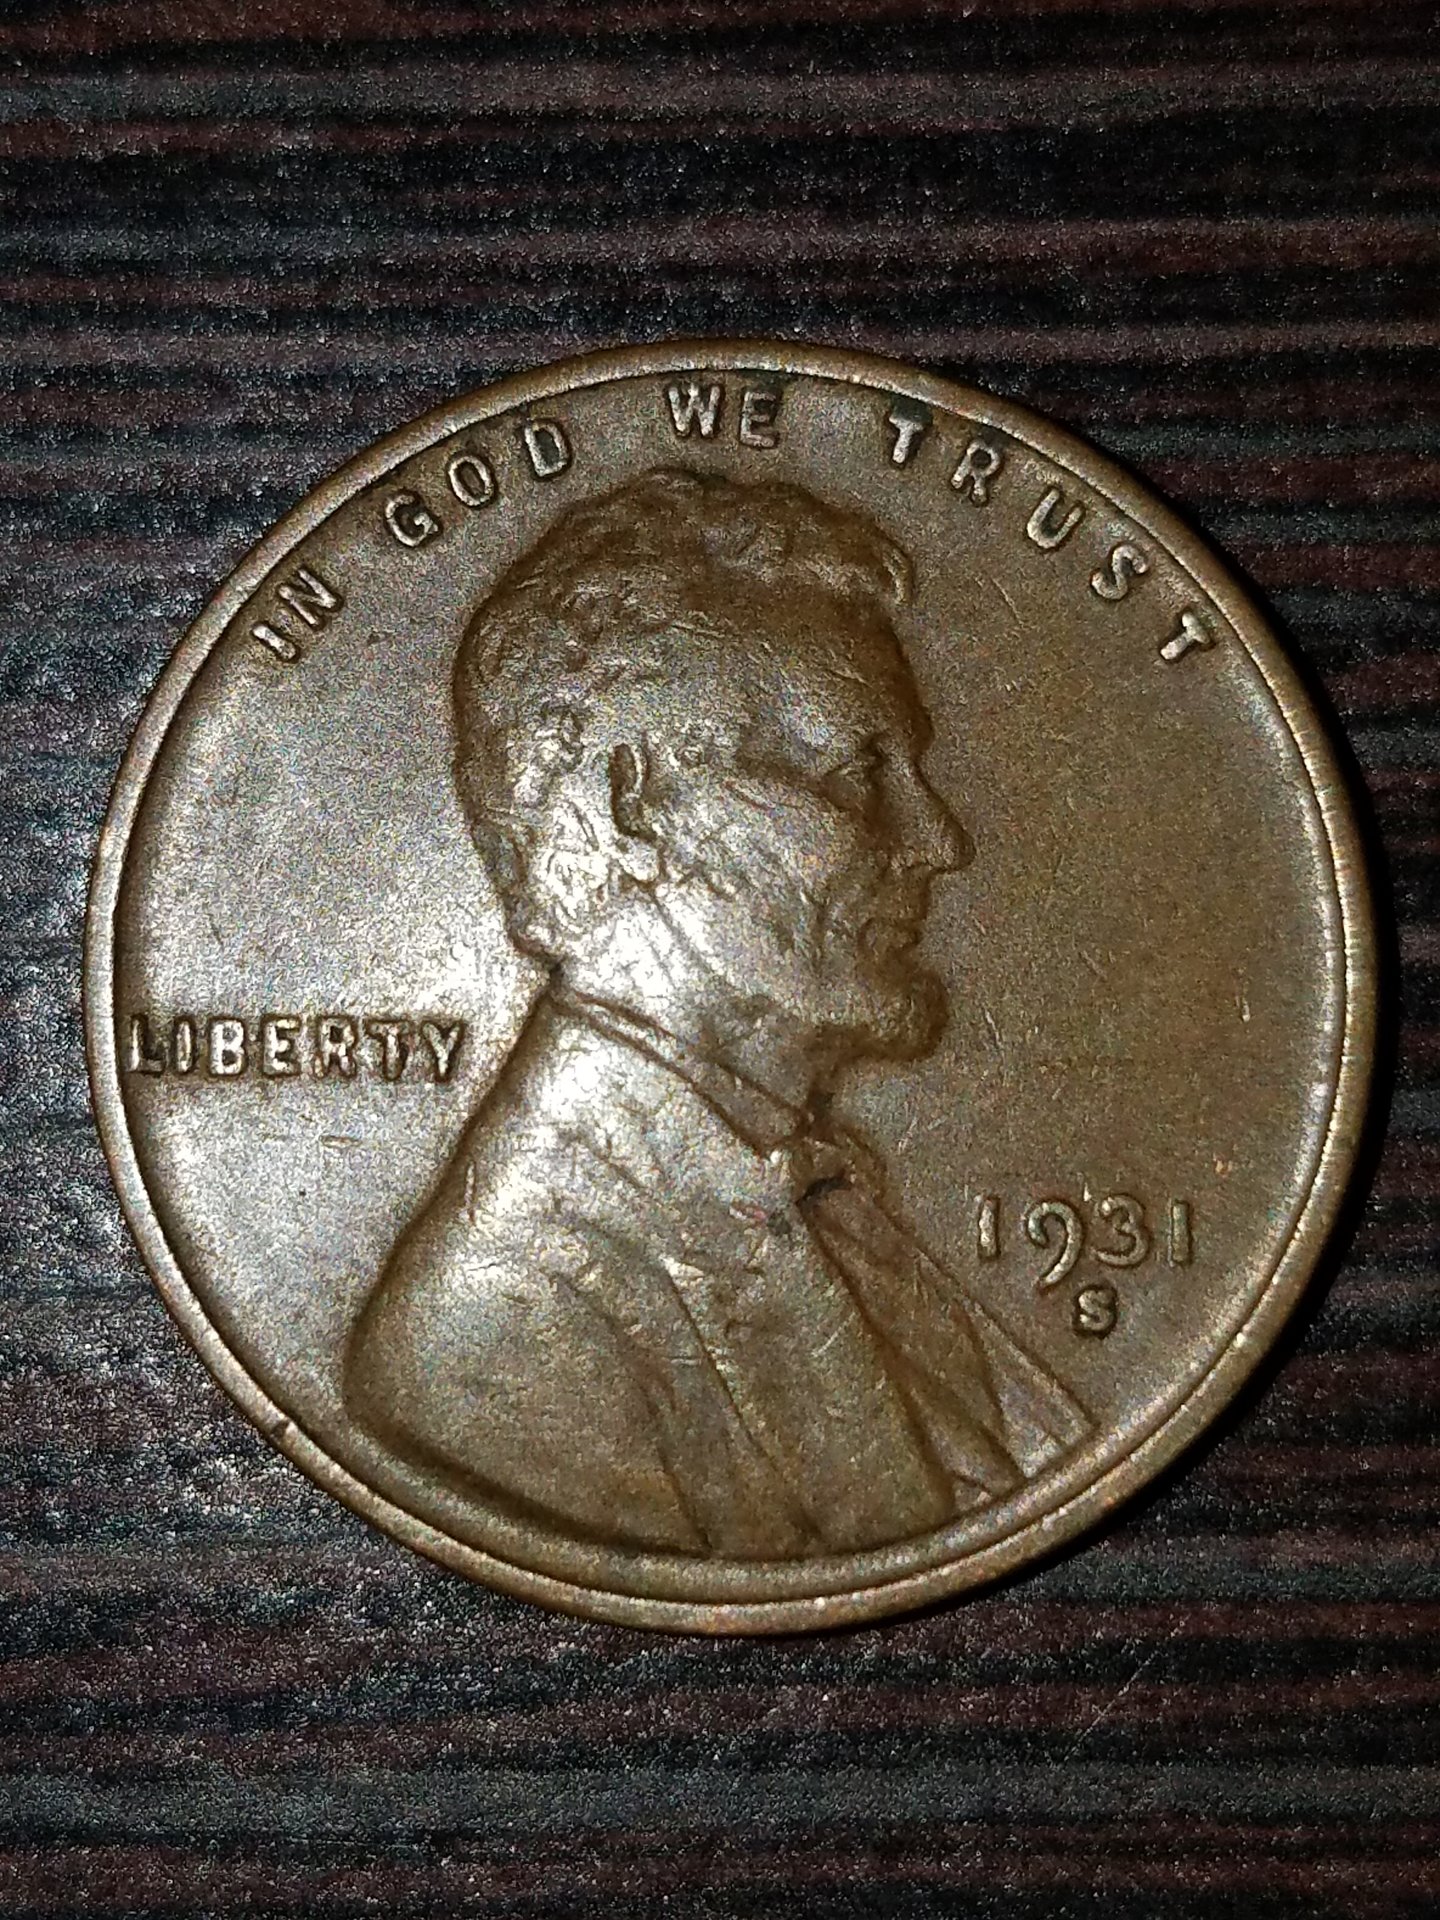 IN GOD WE TRUST
LIBERTY
1931
S